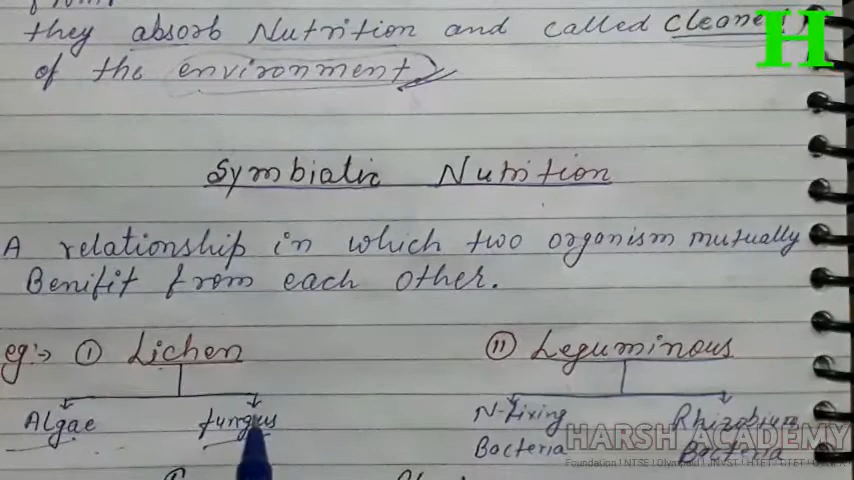 they absorb Nutrition and called cleaner
of the environment
H
Symbiatic Nutrition
A relationship in which two organism mutually
Benifit from each other.
eg:-> (1) Lichen (11) Leguminous
Algae fungus N-fixing Rhizobium
Bacteria Bacteria
HARSH ACADEMY